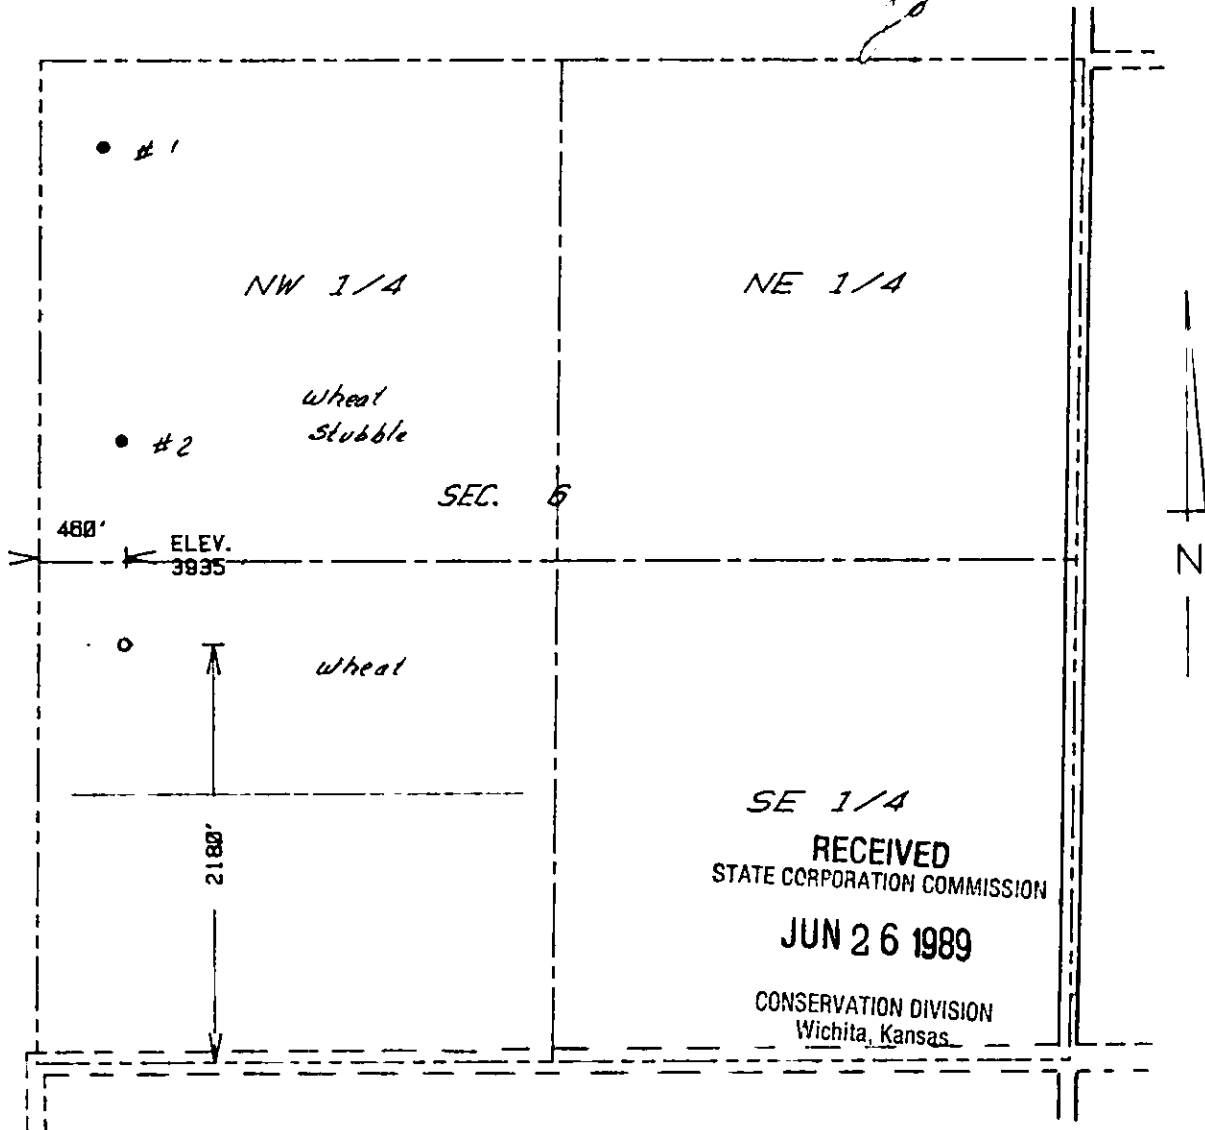 # 1
NW 1/4
NE 1/4
wheat
stubble
#2
SEC. 6
460'
ELEV.
3935
N
wheat
2180'
SE 1/4
RECEIVED
STATE CORPORATION COMMISSION
JUN 26 1989
CONSERVATION DIVISION
Wichita, Kansas